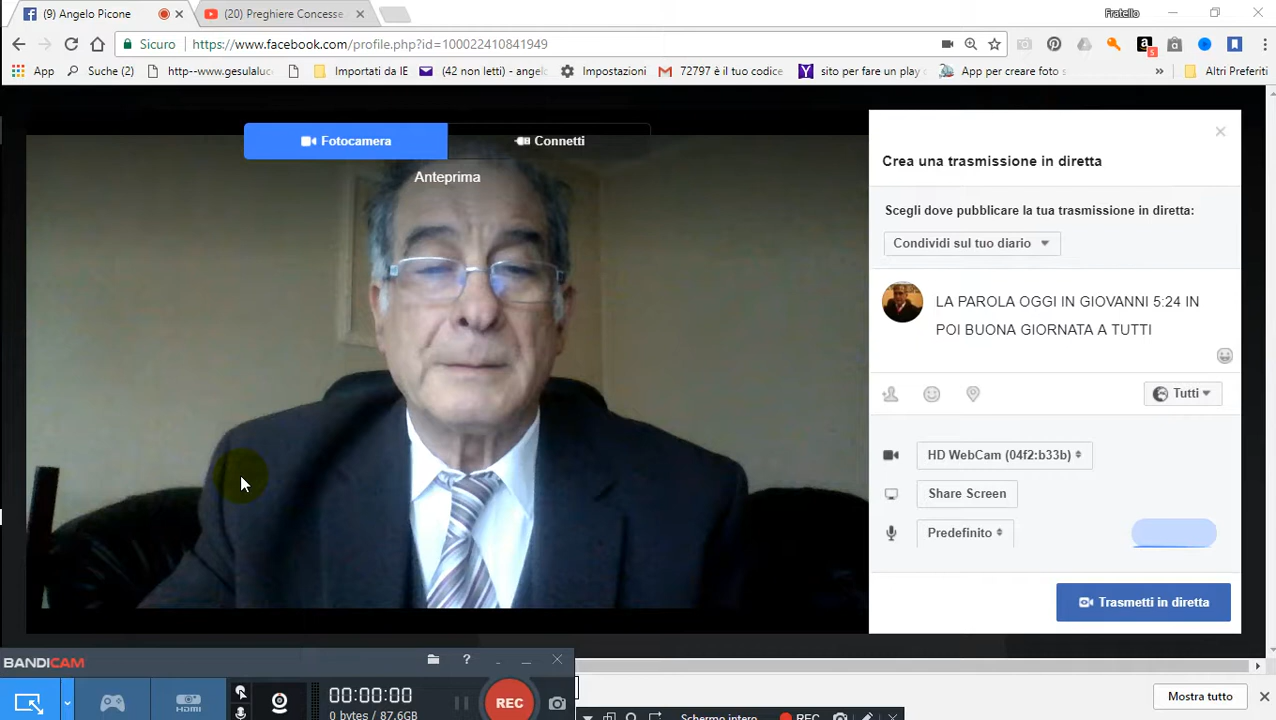 (9) Angelo Picone
(20) Preghiere Concesse
Fratello
Sicuro
https://www.facebook.com/profile.php?id=100022410841949
App
Suche (2)
http--www.gesulaluc
Importati da IE
(42 non letti) - angelo
Impostazioni
72797 è il tuo codice
sito per fare un play
App per creare foto s
»
Altri Preferiti
Fotocamera
Connetti
Anteprima
Crea una trasmissione in diretta
Scegli dove pubblicare la tua trasmissione in diretta:
Condividi sul tuo diario
LA PAROLA OGGI IN GIOVANNI 5:24 IN
POI BUONA GIORNATA A TUTTI
Tutti
HD WebCam (04f2:b33b)
Share Screen
Predefinito
Trasmetti in diretta
BANDICAM
?
HDMI
00:00:00
0 bytes / 87.6GB
REC
Schermo intero
REC
Mostra tutto